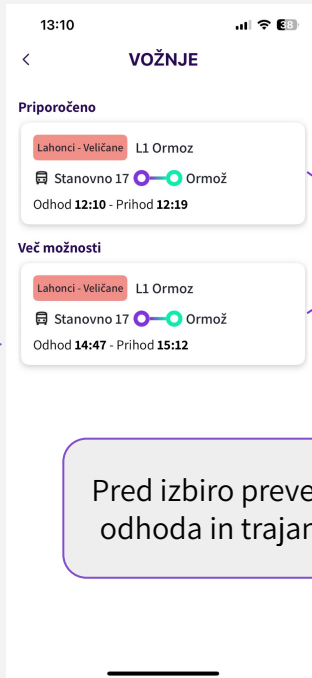 13:10
38
VOŽNJE
Priporočeno
Lahonci - Veličane L1 Ormoz
Stanovno 17 Ormož
Odhod 12:10 - Prihod 12:19
Več možnosti
Lahonci - Veličane L1 Ormoz
Stanovno 17 Ormož
Odhod 14:47 - Prihod 15:12
Pred izbiro preve
odhoda in trajan